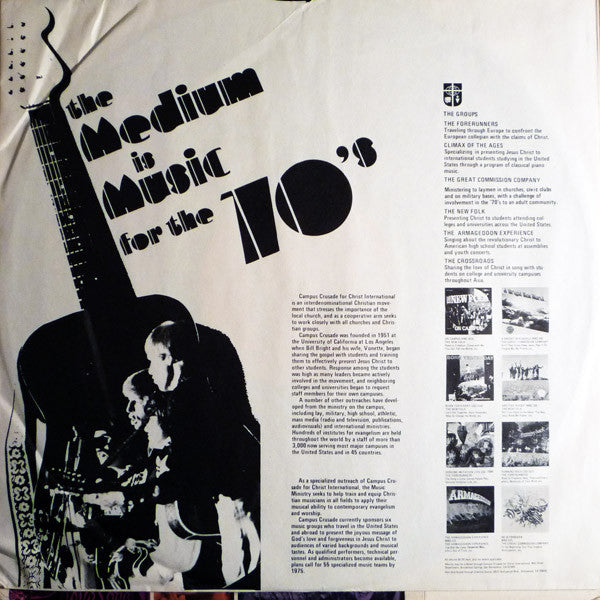 the
Medium
is
Music
for the
70's
THE GROUPS
THE FORERUNNERS
Traveling through Europe to confront the
European collegian with the claims of Christ.
CLIMAX OF THE AGES
Specializing in presenting Jesus Christ to
international students studying in the United
States through a program of classical piano
music.
THE GREAT COMMISSION COMPANY
Ministering to laymen in churches, civic clubs
and on military bases, with a challenge of
involvement in the '70's to an adult community.
THE NEW FOLK
Presenting Christ to students attending col-
leges and universities across the United States.
THE ARMAGEDDON EXPERIENCE
Singing about the revolutionary Christ to
American high school students at assemblies
and youth concerts.
THE CROSSROADS
Sharing the love of Christ in song with stu-
dents on college and university campuses
throughout Asia.
Campus Crusade for Christ International
is an interdenominational Christian move-
ment that stresses the importance of the
local church, and as a cooperative arm seeks
to work closely with all churches and Chris-
tian groups.
Campus Crusade was founded in 1951 at
the University of California at Los Angeles
when Bill Bright and his wife, Vonette, began
sharing the gospel with students and training
them to effectively present Jesus Christ to
other students. Response among the students
was high as many leaders became actively
involved in the movement, and neighboring
colleges and universities began to request
staff members for their own campuses.
A number of other outreaches have devel-
oped from the ministry on the campus,
including lay, military, high school, athletic,
mass media (radio and television, publications,
audiovisuals) and international ministries.
Hundreds of institutes for evangelism are held
throughout the world by a staff of more than
3,000 now serving most major campuses in
the United States and in 45 countries.
As a specialized outreach of Campus Cru-
sade for Christ International, the Music
Ministry seeks to help train and equip Chris-
tian musicians in all fields to apply their
musical ability to contemporary evangelism
and worship.
Campus Crusade currently sponsors six
music groups who travel in the United States
and abroad to present the joyous message of
God's love and forgiveness in Jesus Christ to
audiences of varied backgrounds and musical
tastes. As qualified performers, technical per-
sonnel and administrators become available,
plans call for 55 specialized music teams by
1975.
NEW FOLK
ON CAMPUS
ARMAGEDDON